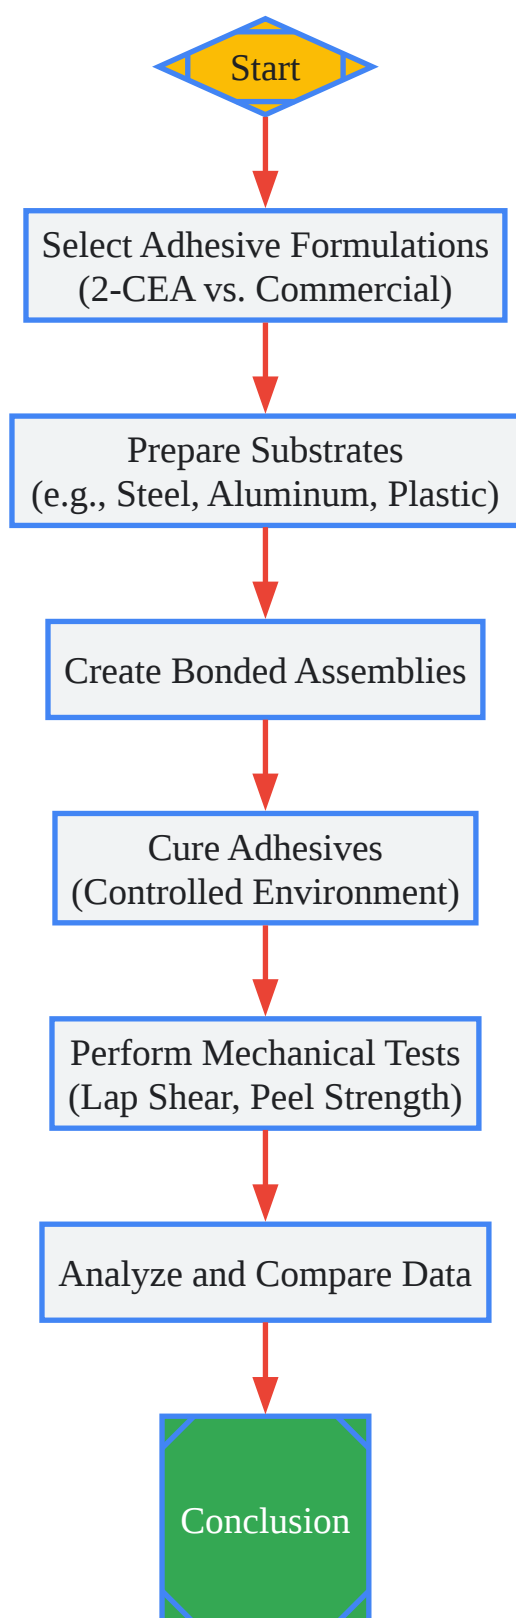 Start
Select Adhesive Formulations
(2-CEA vs. Commercial)
Prepare Substrates
(e.g., Steel, Aluminum, Plastic)
Create Bonded Assemblies
Cure Adhesives
(Controlled Environment)
Perform Mechanical Tests
(Lap Shear, Peel Strength)
Analyze and Compare Data
Conclusion